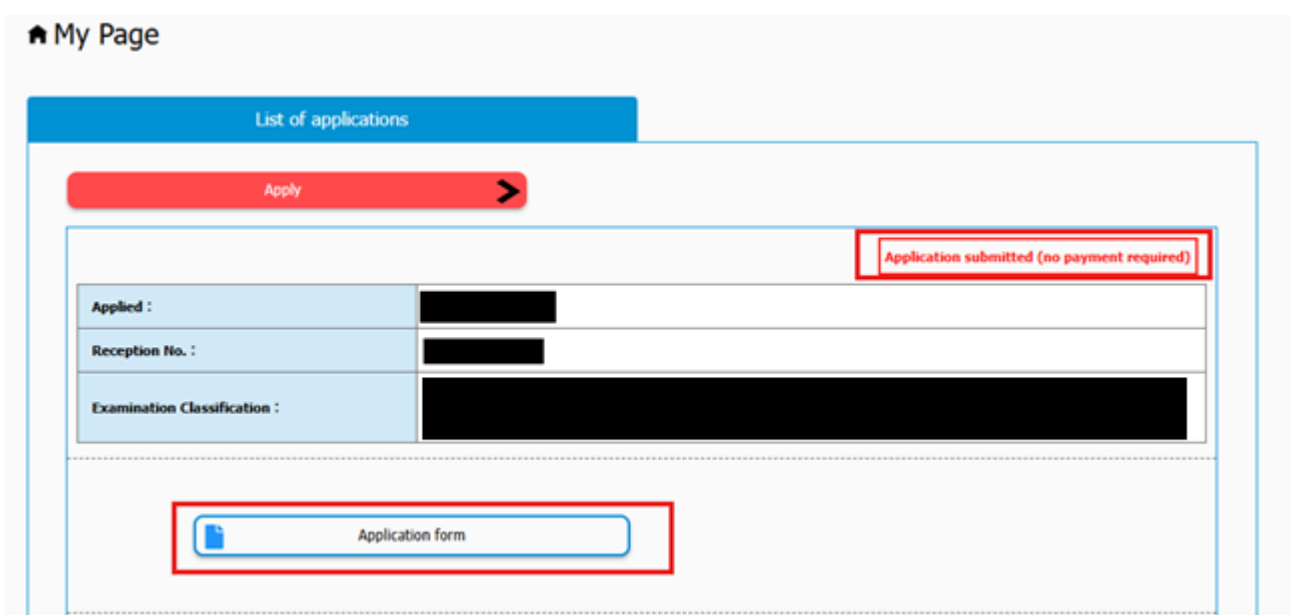 My Page
List of applications
Apply
Application submitted (no payment required)
Applied :
Reception No. :
Examination Classification :
Application form